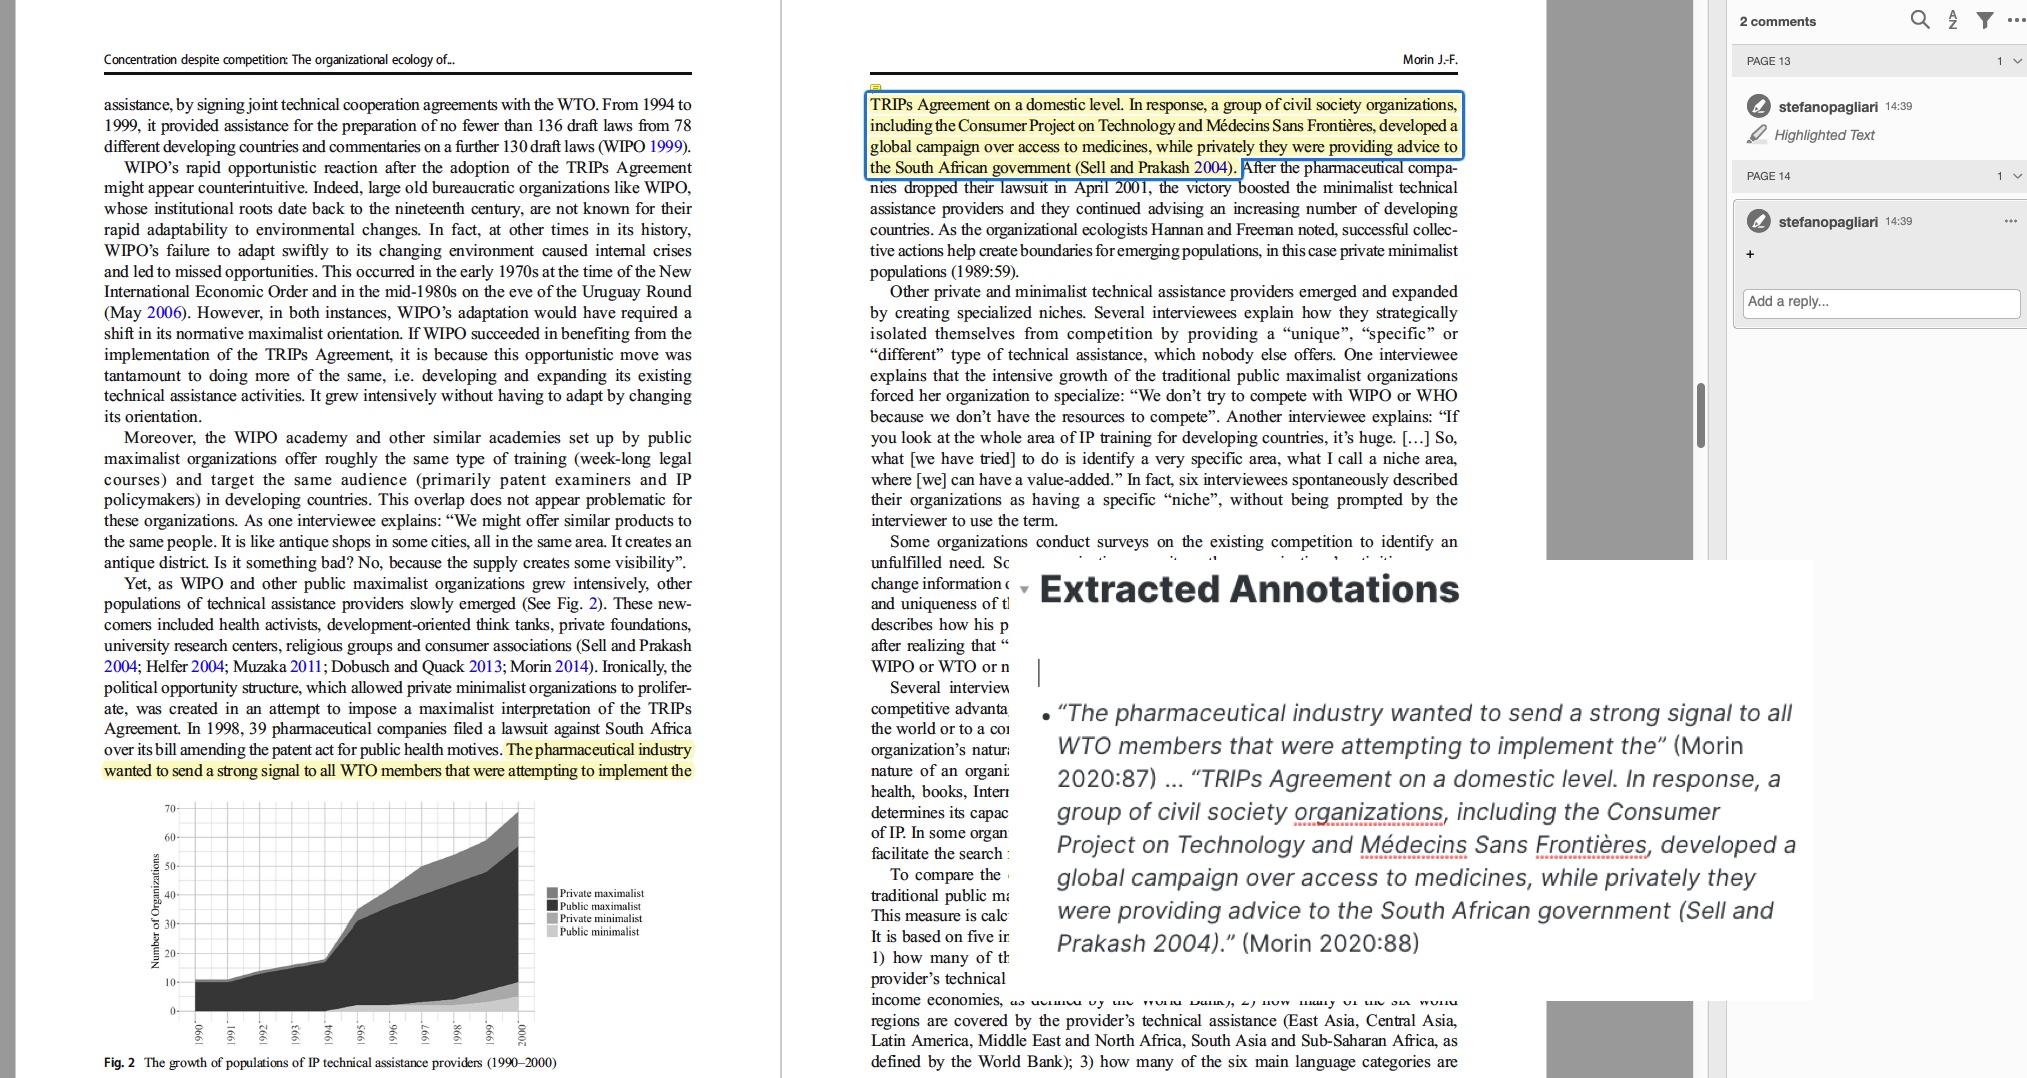 Concentration despite competition: The organizational ecology of...
assistance, by signing joint technical cooperation agreements with the WTO. From 1994 to
1999, it provided assistance for the preparation of no fewer than 136 draft laws from 78
different developing countries and commentaries on a further 130 draft laws (WIPO 1999).
WIPO's rapid opportunistic reaction after the adoption of the TRIPs Agreement
might appear counterintuitive. Indeed, large old bureaucratic organizations like WIPO,
whose institutional roots date back to the nineteenth century, are not known for their
rapid adaptability to environmental changes. In fact, at other times in its history,
WIPO's failure to adapt swiftly to its changing environment caused internal crises
and led to missed opportunities. This occurred in the early 1970s at the time of the New
International Economic Order and in the mid-1980s on the eve of the Uruguay Round
(May 2006). However, in both instances, WIPO's adaptation would have required a
shift in its normative maximalist orientation. If WIPO succeeded in benefiting from the
implementation of the TRIPs Agreement, it is because this opportunistic move was
tantamount to doing more of the same, i.e. developing and expanding its existing
technical assistance activities. It grew intensively without having to adapt by changing
its orientation.
Moreover, the WIPO academy and other similar academies set up by public
maximalist organizations offer roughly the same type of training (week-long legal
courses) and target the same audience (primarily patent examiners and IP
policymakers) in developing countries. This overlap does not appear problematic for
these organizations. As one interviewee explains: “We might offer similar products to
the same people. It is like antique shops in some cities, all in the same area. It creates an
antique district. Is it something bad? No, because the supply creates some visibility”.
Yet, as WIPO and other public maximalist organizations grew intensively, other
populations of technical assistance providers slowly emerged (See Fig. 2). These new-
comers included health activists, development-oriented think tanks, private foundations,
university research centers, religious groups and consumer associations (Sell and Prakash
2004; Helfer 2004; Muzaka 2011; Dobusch and Quack 2013; Morin 2014). Ironically, the
political opportunity structure, which allowed private minimalist organizations to prolifer-
ate, was created in an attempt to impose a maximalist interpretation of the TRIPs
Agreement. In 1998, 39 pharmaceutical companies filed a lawsuit against South Africa
over its bill amending the patent act for public health motives. The pharmaceutical industry
wanted to send a strong signal to all WTO members that were attempting to implement the
Number of Organizations
70
60
50
40
30
20
10
0
1990 1991 1992 1993 1994 1995 1996 1997 1998 1999 2000
Private maximalist
Public maximalist
Private minimalist
Public minimalist
Fig. 2 The growth of populations of IP technical assistance providers (1990–2000)
Morin J.-F.
TRIPs Agreement on a domestic level. In response, a group of civil society organizations,
including the Consumer Project on Technology and Médecins Sans Frontières, developed a
global campaign over access to medicines, while privately they were providing advice to
the South African government (Sell and Prakash 2004). After the pharmaceutical compa-
nies dropped their lawsuit in April 2001, the victory boosted the minimalist technical
assistance providers and they continued advising an increasing number of developing
countries. As the organizational ecologists Hannan and Freeman noted, successful collec-
tive actions help create boundaries for emerging populations, in this case private minimalist
populations (1989:59).
Other private and minimalist technical assistance providers emerged and expanded
by creating specialized niches. Several interviewees explain how they strategically
isolated themselves from competition by providing a “unique”, “specific” or
“different” type of technical assistance, which nobody else offers. One interviewee
explains that the intensive growth of the traditional public maximalist organizations
forced her organization to specialize: “We don't try to compete with WIPO or WHO
because we don't have the resources to compete”. Another interviewee explains: “If
you look at the whole area of IP training for developing countries, it's huge. […] So,
what [we have tried] to do is identify a very specific area, what I call a niche area,
where [we] can have a value-added.” In fact, six interviewees spontaneously described
their organizations as having a specific “niche”, without being prompted by the
interviewer to use the term.
Some organizations conduct surveys on the existing competition to identify an
unfulfilled need. So
change information
and uniqueness of
describes how his p
after realizing that “
WIPO or WTO or n
Several interview
competitive advanta
the world or to a co
organization's natur
nature of an organi
health, books, Inter
determines its capac
of IP. In some organ
facilitate the search
To compare the
traditional public ma
This measure is calc
It is based on five in
1) how many of th
provider's technical
income economies, as defined by the World Bank); 2) how many of the six world
regions are covered by the provider's technical assistance (East Asia, Central Asia,
Latin America, Middle East and North Africa, South Asia and Sub-Saharan Africa, as
defined by the World Bank); 3) how many of the six main language categories are
Extracted Annotations
• “The pharmaceutical industry wanted to send a strong signal to all
WTO members that were attempting to implement the” (Morin
2020:87) ... “TRIPs Agreement on a domestic level. In response, a
group of civil society organizations, including the Consumer
Project on Technology and Médecins Sans Frontières, developed a
global campaign over access to medicines, while privately they
were providing advice to the South African government (Sell and
Prakash 2004).” (Morin 2020:88)
2 comments
PAGE 13 1
stefanopagliari 14:39
Highlighted Text
PAGE 14 1
stefanopagliari 14:39
+
Add a reply...